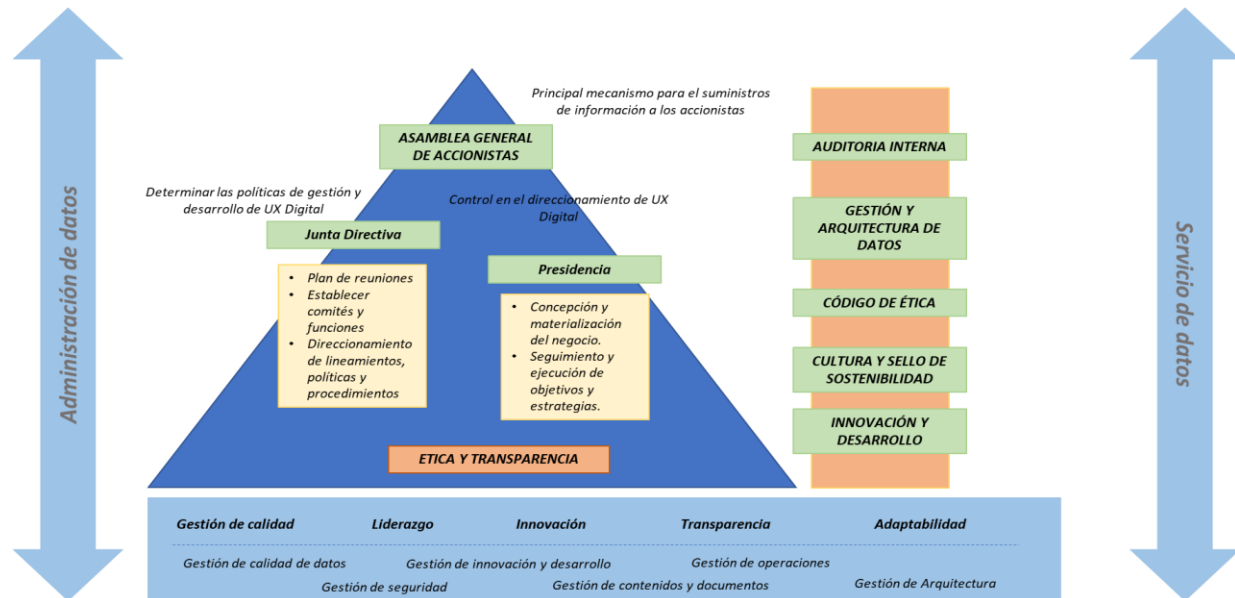 Administración de datos
Principal mecanismo para el suministros
de información a los accionistas
ASAMBLEA GENERAL
DE ACCIONISTAS
Determinar las políticas de gestión y
desarrollo de UX Digital
Control en el direccionamiento de UX
Digital
Junta Directiva
• Plan de reuniones
• Establecer
comités y
funciones
• Direccionamiento
de lineamientos,
políticas y
procedimientos
Presidencia
• Concepción y
materialización
del negocio.
• Seguimiento y
ejecución de
objetivos y
estrategias.
ETICA Y TRANSPARENCIA
AUDITORIA INTERNA
GESTIÓN Y
ARQUITECTURA DE
DATOS
CÓDIGO DE ÉTICA
CULTURA Y SELLO DE
SOSTENIBILIDAD
INNOVACIÓN Y
DESARROLLO
Servicio de datos
Gestión de calidad Liderazgo Innovación Transparencia Adaptabilidad
Gestión de calidad de datos Gestión de innovación y desarrollo Gestión de operaciones
Gestión de seguridad Gestión de contenidos y documentos Gestión de Arquitectura